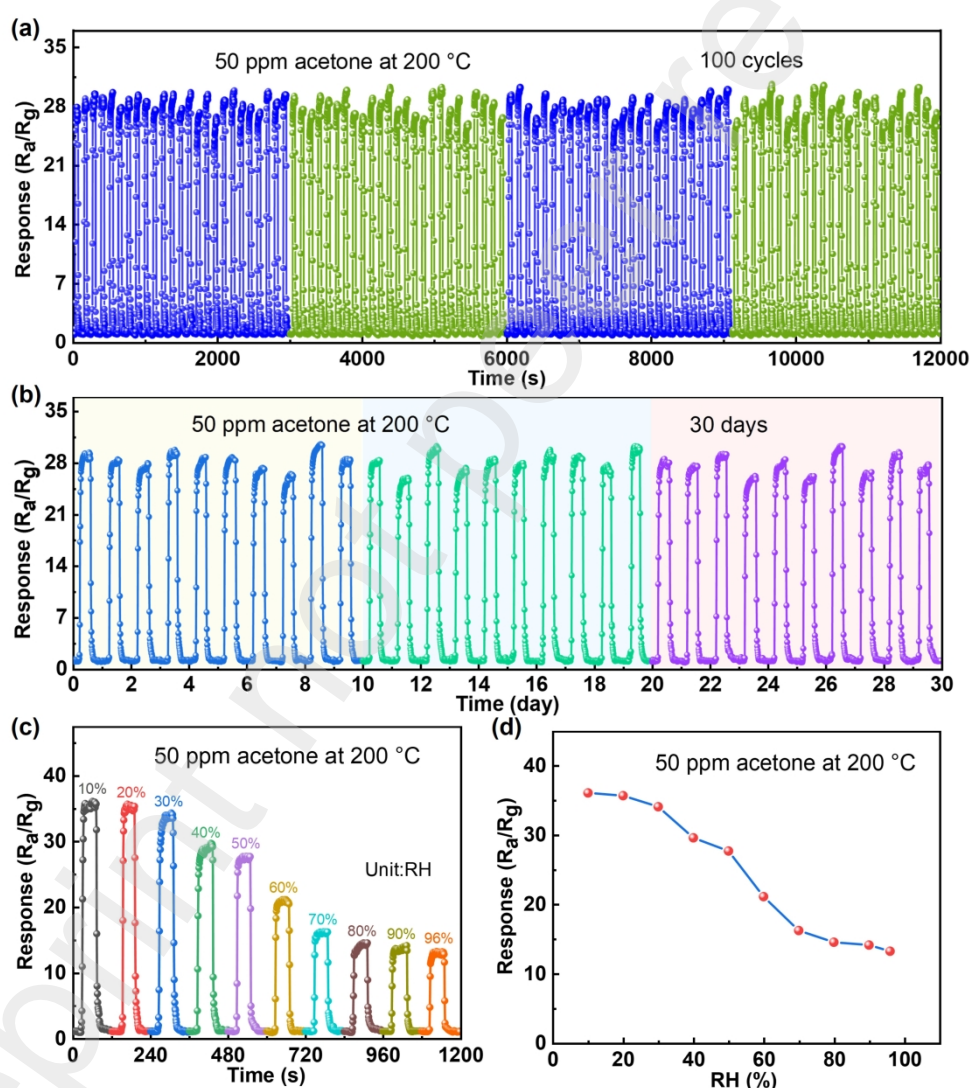 (a)
50 ppm acetone at 200 °C 100 cycles
Response (Ra/Rg)
35
28
21
14
7
0
0 2000 4000 6000 8000 10000 12000
Time (s)
(b)
50 ppm acetone at 200 °C 30 days
Response (Ra/Rg)
35
28
21
14
7
0
0 2 4 6 8 10 12 14 16 18 20 22 24 26 28 30
Time (day)
(c)
50 ppm acetone at 200 °C
Response (Ra/Rg)
40
30
20
10
0
10% 20% 30% 40% 50% 60% 70% 80% 90% 96%
Unit:RH
0 240 480 720 960 1200
Time (s)
(d)
50 ppm acetone at 200 °C
Response (Ra/Rg)
40
30
20
10
0
0 20 40 60 80 100
RH (%)